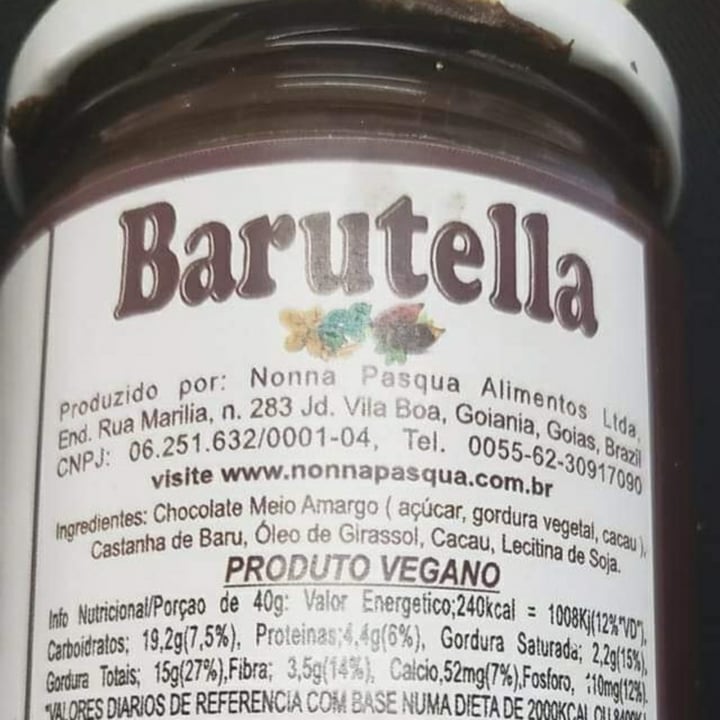 Barutella
Produzido por: Nonna Pasqua Alimentos Ltda,
End. Rua Marilia, n. 283 Jd. Vila Boa, Goiania, Goias, Brazil
CNPJ: 06.251.632/0001-04, Tel. 0055-62-30917090
visite www.nonnapasqua.com.br
Ingredientes: Chocolate Meio Amargo ( açúcar, gordura vegetal, cacau ),
Castanha de Baru, Óleo de Girassol, Cacau, Lecitina de Soja.
PRODUTO VEGANO
Info Nutricional/Porçao de 40g: Valor Energetico;240kcal = 1008Kj(12%*VD*),
Carboidratos; 19,2g(7,5%), Proteinas;4,4g(6%), Gordura Saturada; 2,2g(15%),
Gordura Totais; 15g(27%),Fibra; 3,5g(14%), Calcio,52mg(7%),Fosforo, 110mg(12%).
*VALORES DIARIOS DE REFERENCIA COM BASE NUMA DIETA DE 2000KCAL OU